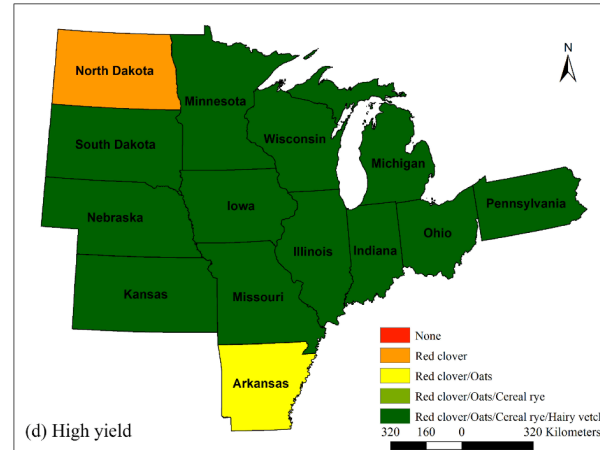 N
North Dakota
Minnesota
South Dakota
Wisconsin
Michigan
Nebraska
Iowa
Pennsylvania
Illinois
Indiana
Ohio
Kansas
Missouri
Arkansas
None
Red clover
Red clover/Oats
Red clover/Oats/Cereal rye
Red clover/Oats/Cereal rye/Hairy vetch
320 160 0 320 Kilometers
(d) High yield